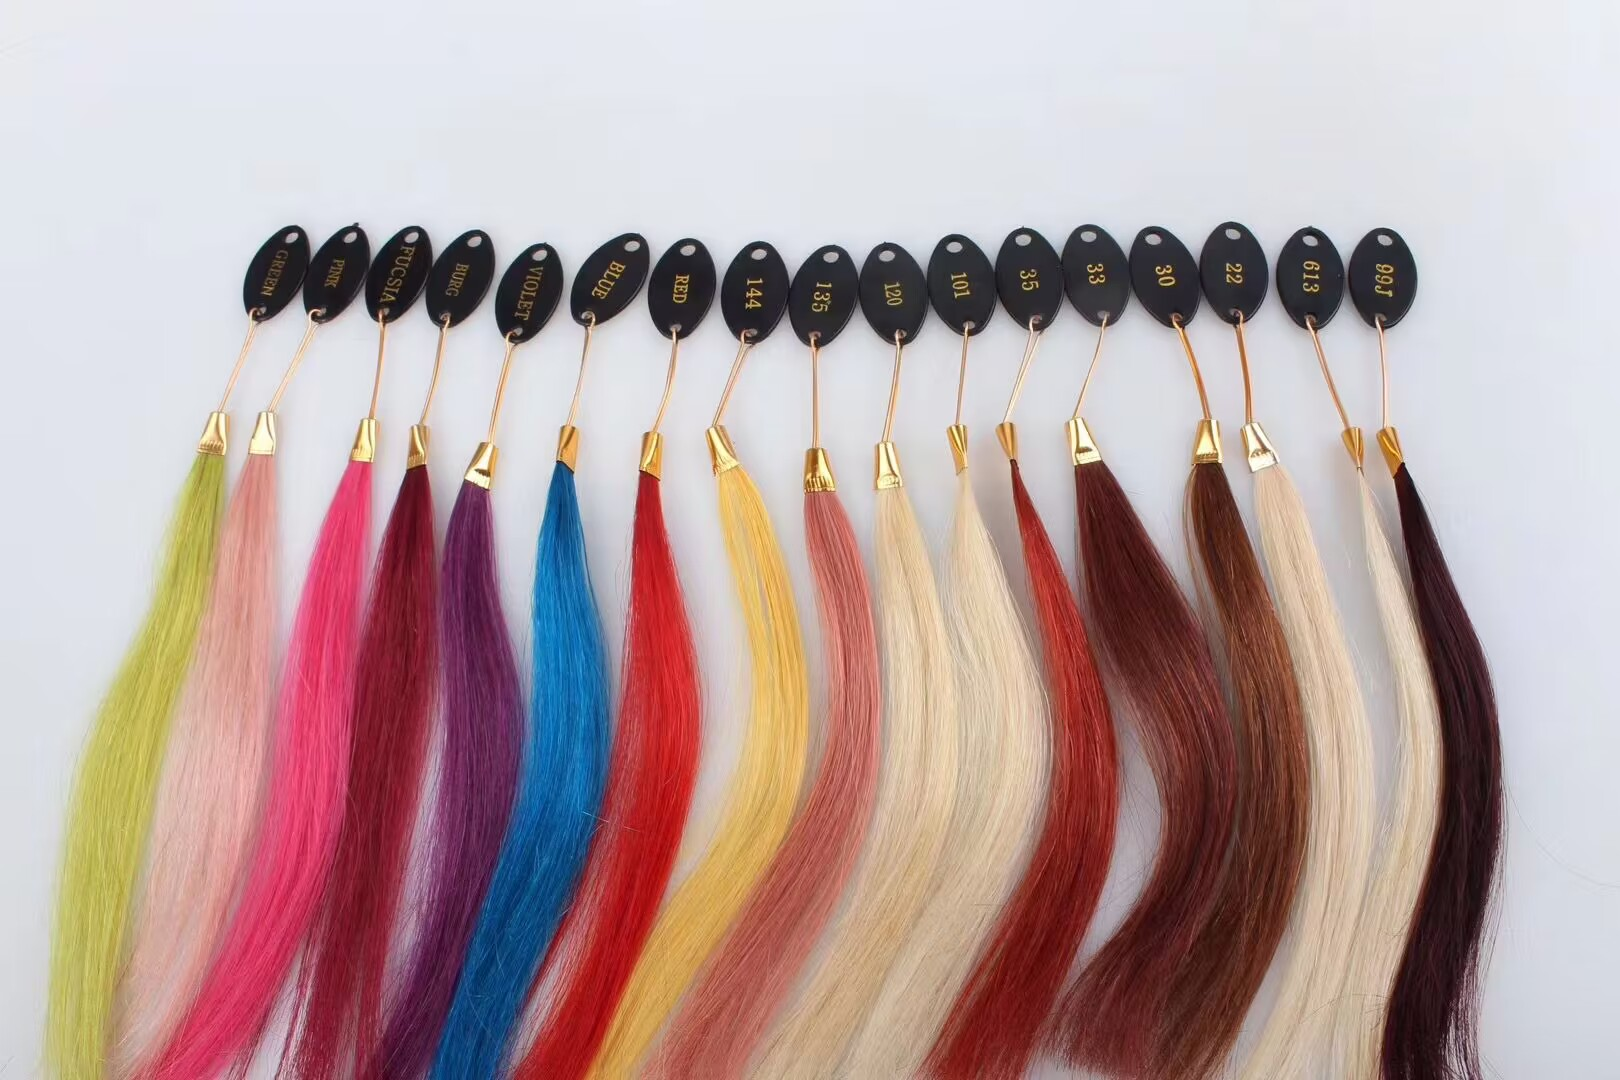 GREEN
PINK
FUCSIA
BURG
VIOLET
BLUE
RED
144
135
120
101
35
33
30
22
613
99J